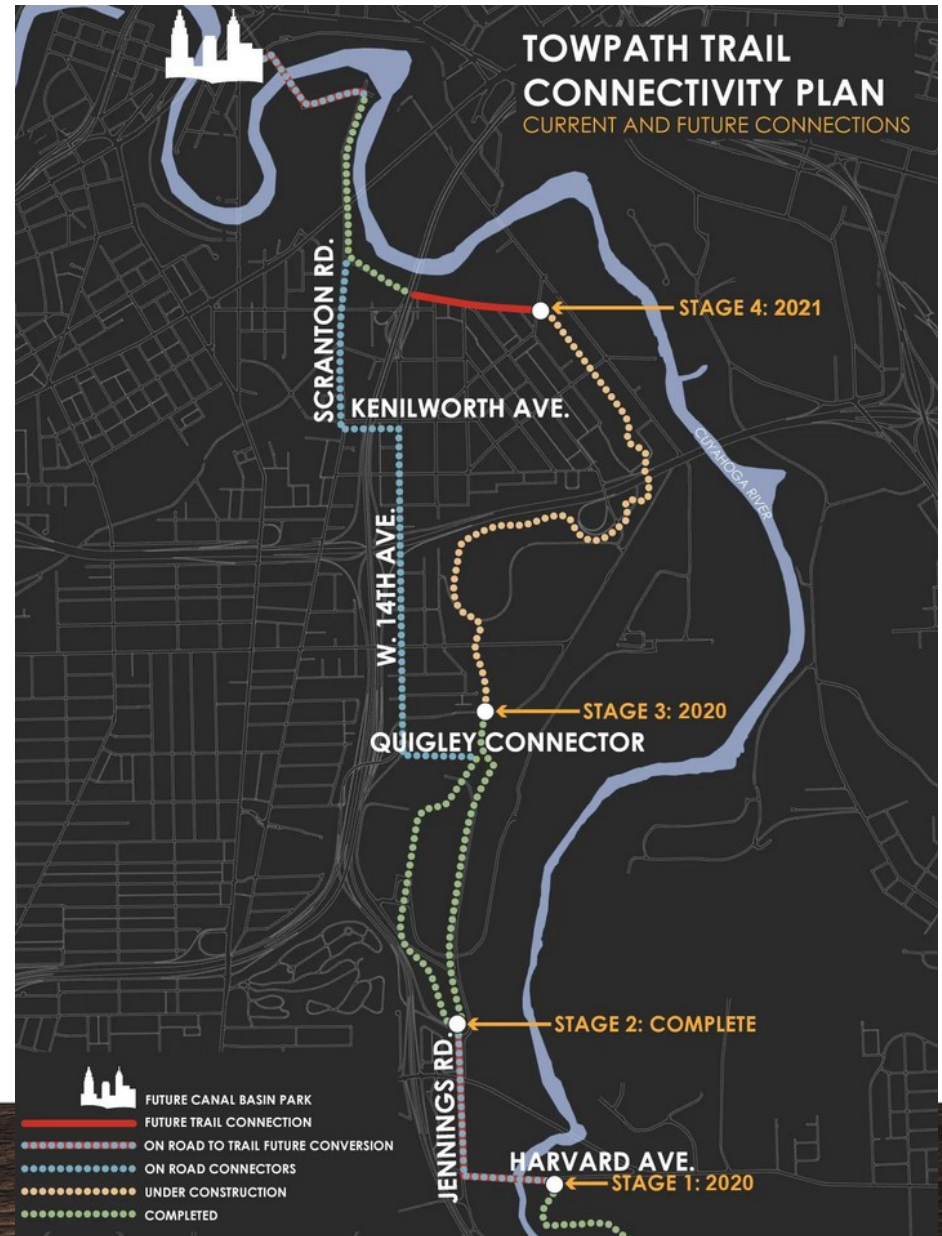 TOWPATH TRAIL
CONNECTIVITY PLAN
CURRENT AND FUTURE CONNECTIONS
SCRANTON RD.
STAGE 4: 2021
KENILWORTH AVE.
CUYAHOGA RIVER
W. 14TH AVE.
STAGE 3: 2020
QUIGLEY CONNECTOR
STAGE 2: COMPLETE
JENNINGS RD.
HARVARD AVE.
STAGE 1: 2020
FUTURE CANAL BASIN PARK
FUTURE TRAIL CONNECTION
ON ROAD TO TRAIL FUTURE CONVERSION
ON ROAD CONNECTORS
UNDER CONSTRUCTION
COMPLETED